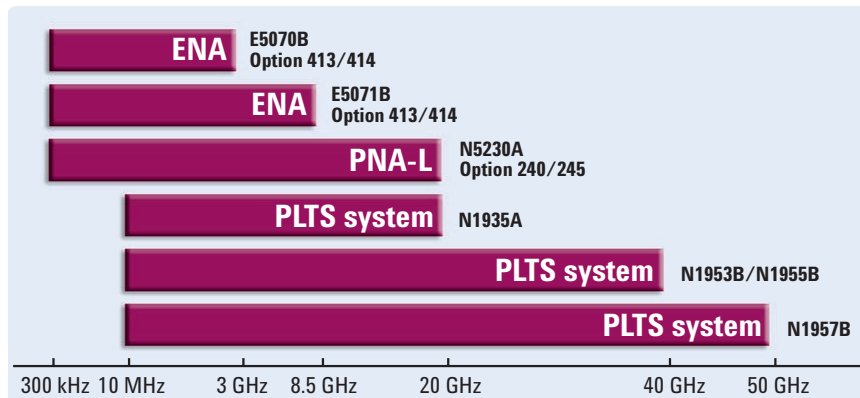 ENA
E5070B
Option 413/414
ENA
E5071B
Option 413/414
PNA-L
N5230A
Option 240/245
PLTS system
N1935A
PLTS system
N1953B/N1955B
PLTS system
N1957B
300 kHz 10 MHz 3 GHz 8.5 GHz 20 GHz 40 GHz 50 GHz